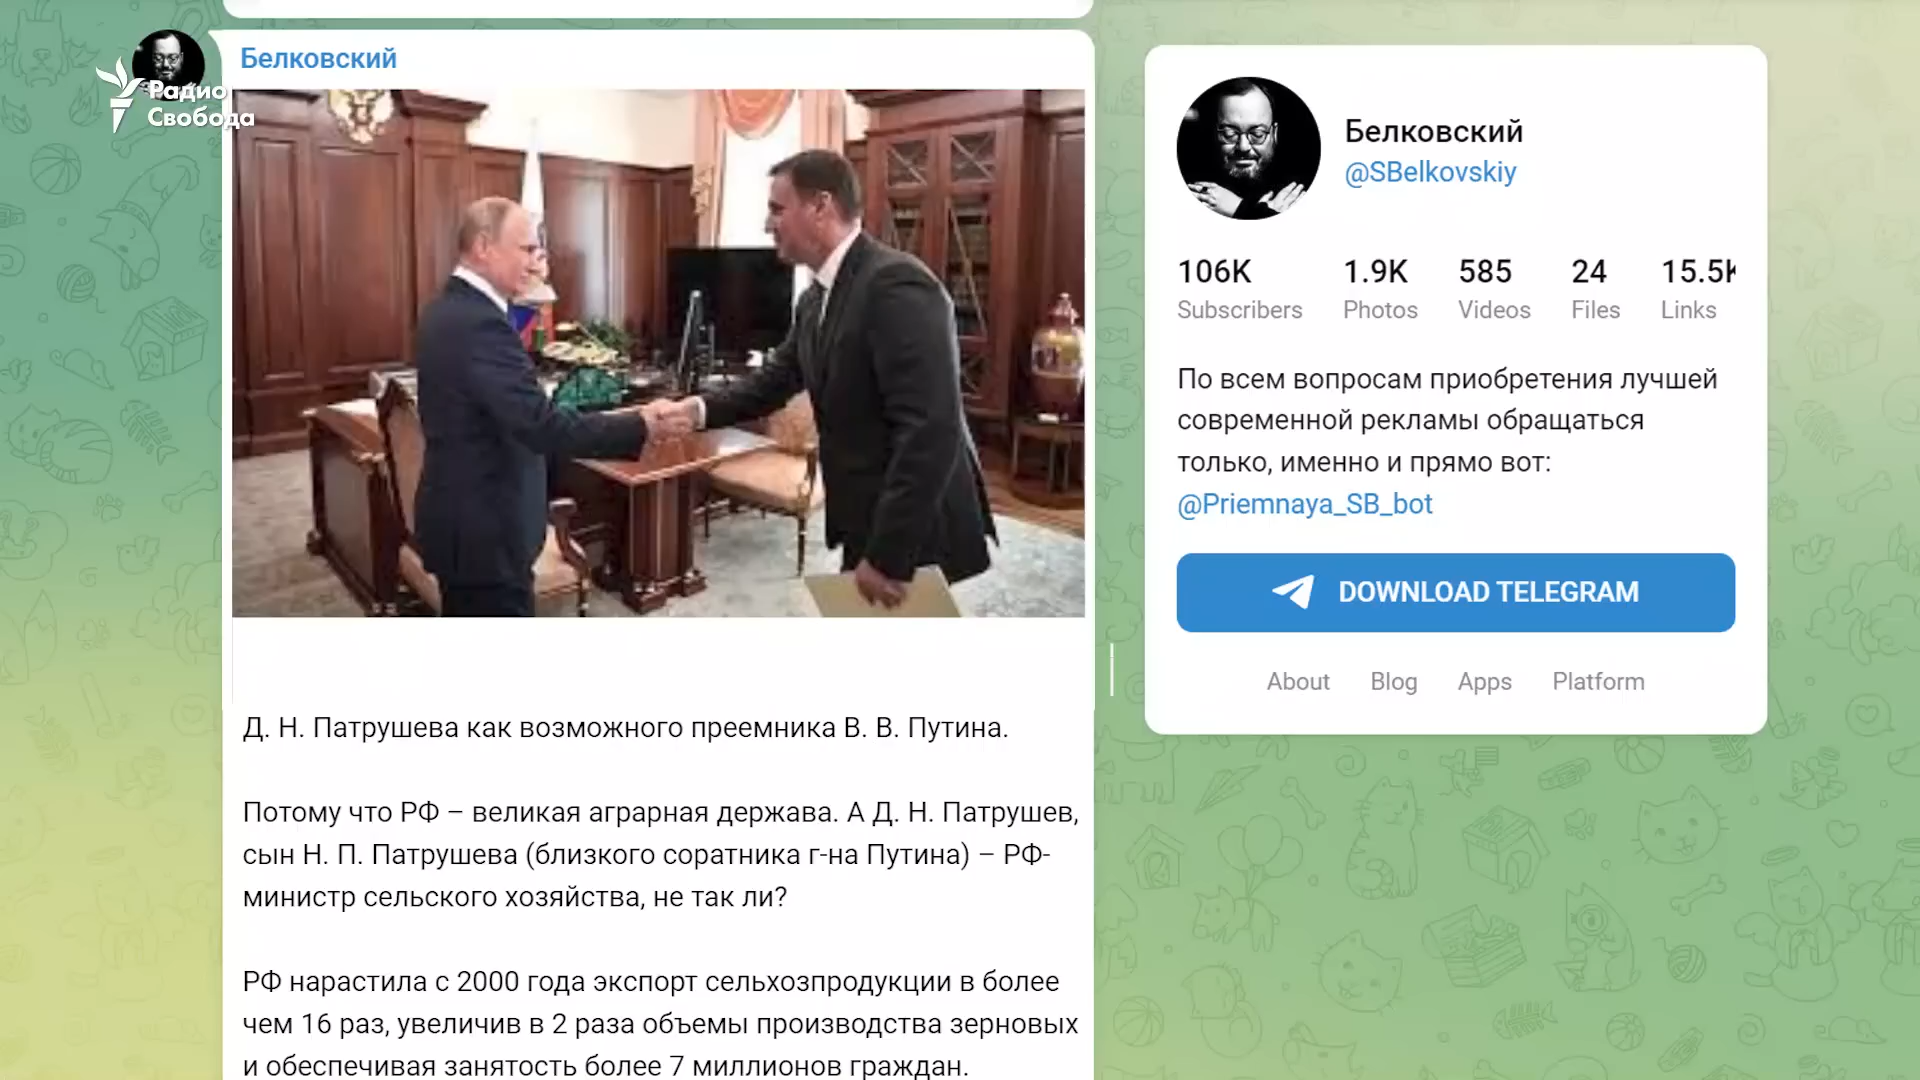 Радио
Свобода
Белковский
Д. Н. Патрушева как возможного преемника В. В. Путина.
Потому что РФ – великая аграрная держава. А Д. Н. Патрушев,
сын Н. П. Патрушева (близкого соратника г-на Путина) – РФ-
министр сельского хозяйства, не так ли?
РФ нарастила с 2000 года экспорт сельхозпродукции в более
чем 16 раз, увеличив в 2 раза объемы производства зерновых
и обеспечивая занятость более 7 миллионов граждан.
Белковский
@SBelkovskiy
106K 1.9K 585 24 15.5K
Subscribers Photos Videos Files Links
По всем вопросам приобретения лучшей
современной рекламы обращаться
только, именно и прямо вот:
@Priemnaya_SB_bot
DOWNLOAD TELEGRAM
About Blog Apps Platform